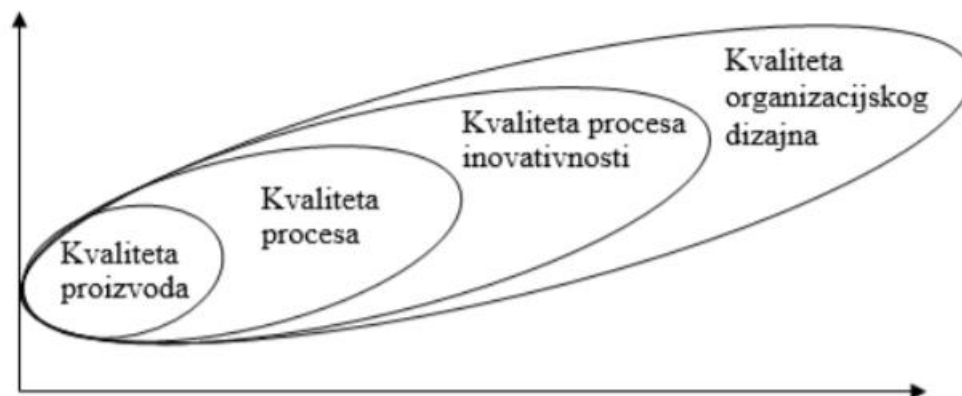 Kvaliteta
proizvoda
Kvaliteta
procesa
Kvaliteta procesa
inovativnosti
Kvaliteta
organizacijskog
dizajna